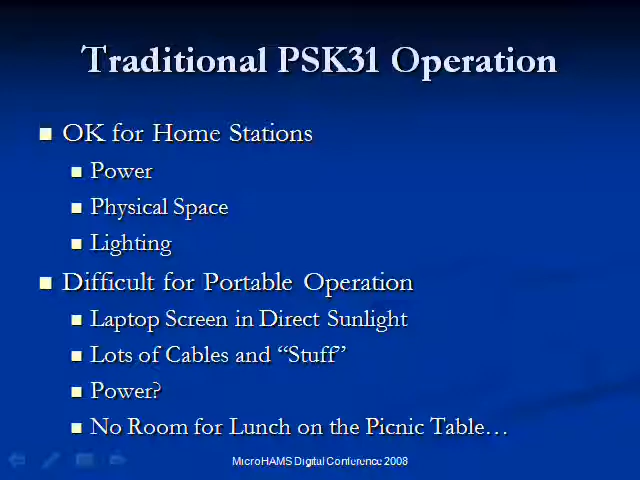 Traditional PSK31 Operation
OK for Home Stations
Power
Physical Space
Lighting
Difficult for Portable Operation
Laptop Screen in Direct Sunlight
Lots of Cables and “Stuff”
Power?
No Room for Lunch on the Picnic Table…
MicroHAMS Digital Conference 2008